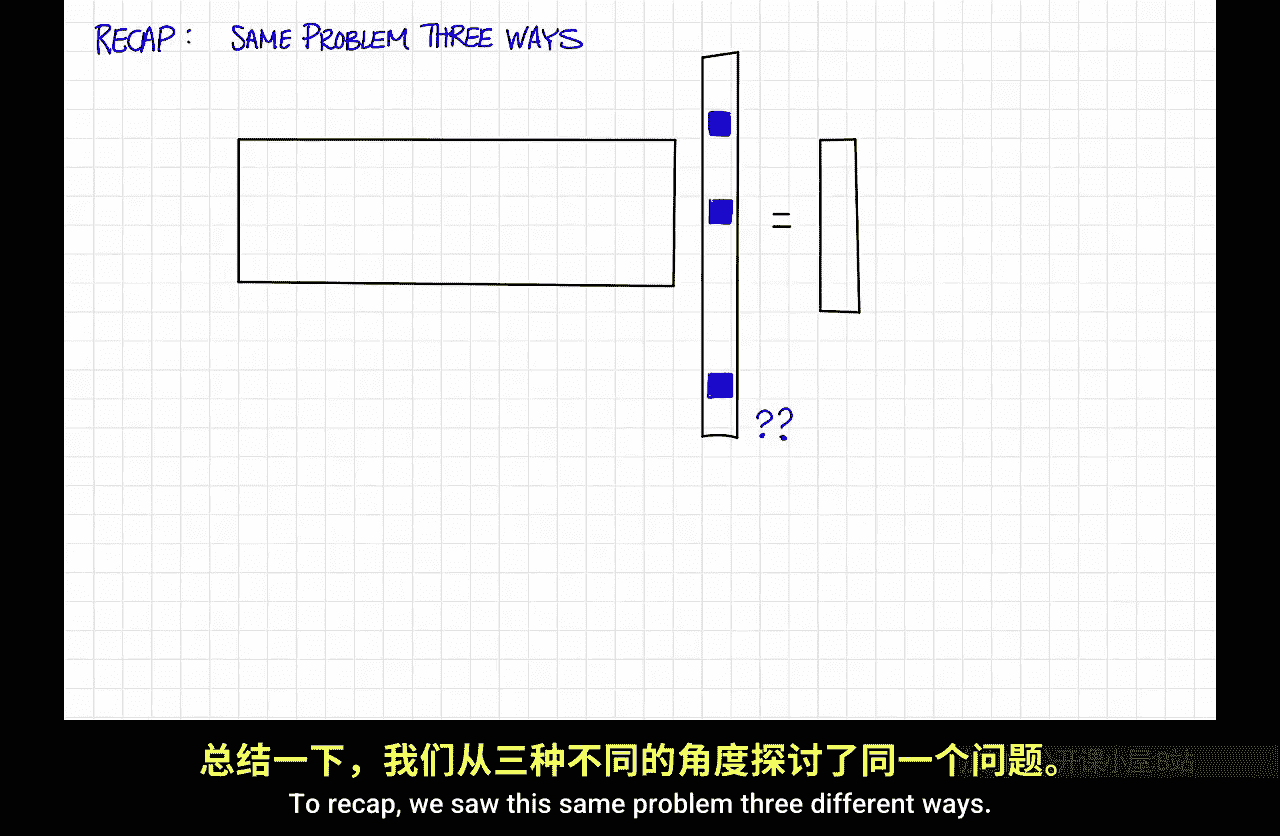 RECAP: SAME PROBLEM THREE WAYS
=
??
总结一下，我们从三种不同的角度探讨了同一个问题。
To recap, we saw this same problem three different ways.